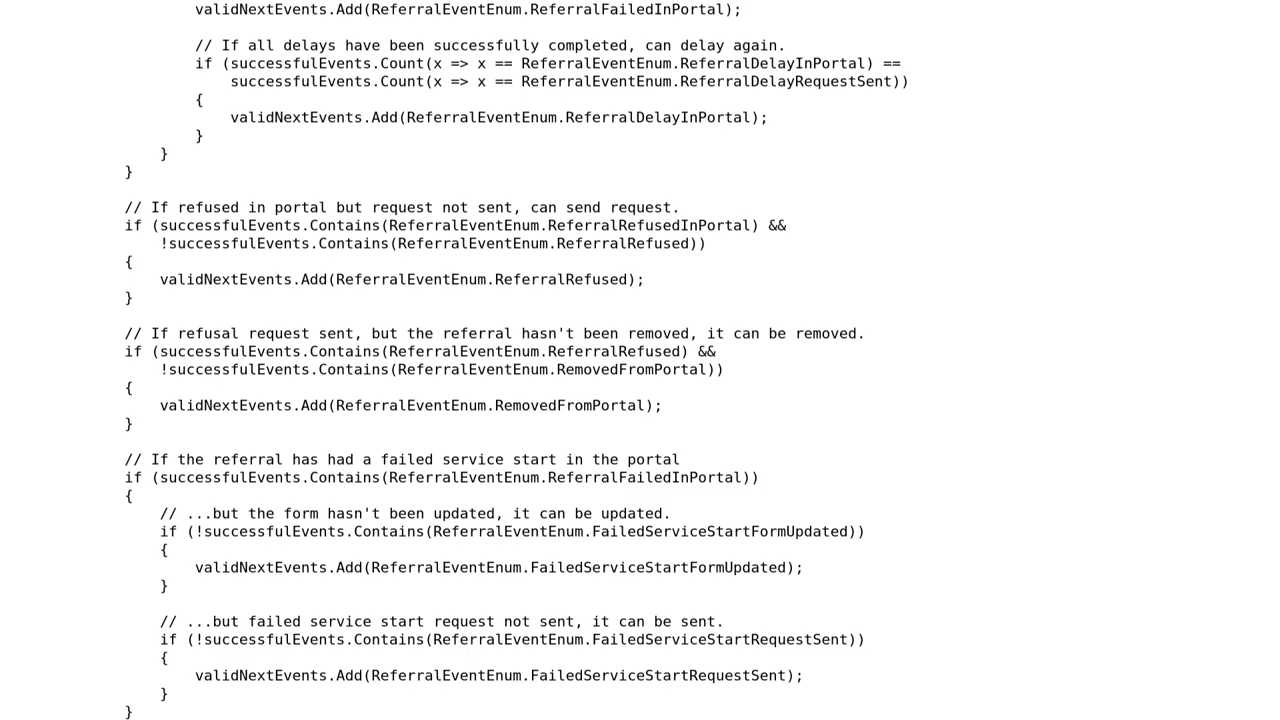 validNextEvents.Add(ReferralEventEnum.ReferralFailedInPortal);
// If all delays have been successfully completed, can delay again.
if (successfulEvents.Count(x => x == ReferralEventEnum.ReferralDelayInPortal) ==
successfulEvents.Count(x => x == ReferralEventEnum.ReferralDelayRequestSent))
{
validNextEvents.Add(ReferralEventEnum.ReferralDelayInPortal);
}
}
}
// If refused in portal but request not sent, can send request.
if (successfulEvents.Contains(ReferralEventEnum.ReferralRefusedInPortal) &&
!successfulEvents.Contains(ReferralEventEnum.ReferralRefused))
{
validNextEvents.Add(ReferralEventEnum.ReferralRefused);
}
// If refusal request sent, but the referral hasn't been removed, it can be removed.
if (successfulEvents.Contains(ReferralEventEnum.ReferralRefused) &&
!successfulEvents.Contains(ReferralEventEnum.RemovedFromPortal))
{
validNextEvents.Add(ReferralEventEnum.RemovedFromPortal);
}
// If the referral has had a failed service start in the portal
if (successfulEvents.Contains(ReferralEventEnum.ReferralFailedInPortal))
{
// ...but the form hasn't been updated, it can be updated.
if (!successfulEvents.Contains(ReferralEventEnum.FailedServiceStartFormUpdated))
{
validNextEvents.Add(ReferralEventEnum.FailedServiceStartFormUpdated);
}
// ...but failed service start request not sent, it can be sent.
if (!successfulEvents.Contains(ReferralEventEnum.FailedServiceStartRequestSent))
{
validNextEvents.Add(ReferralEventEnum.FailedServiceStartRequestSent);
}
}